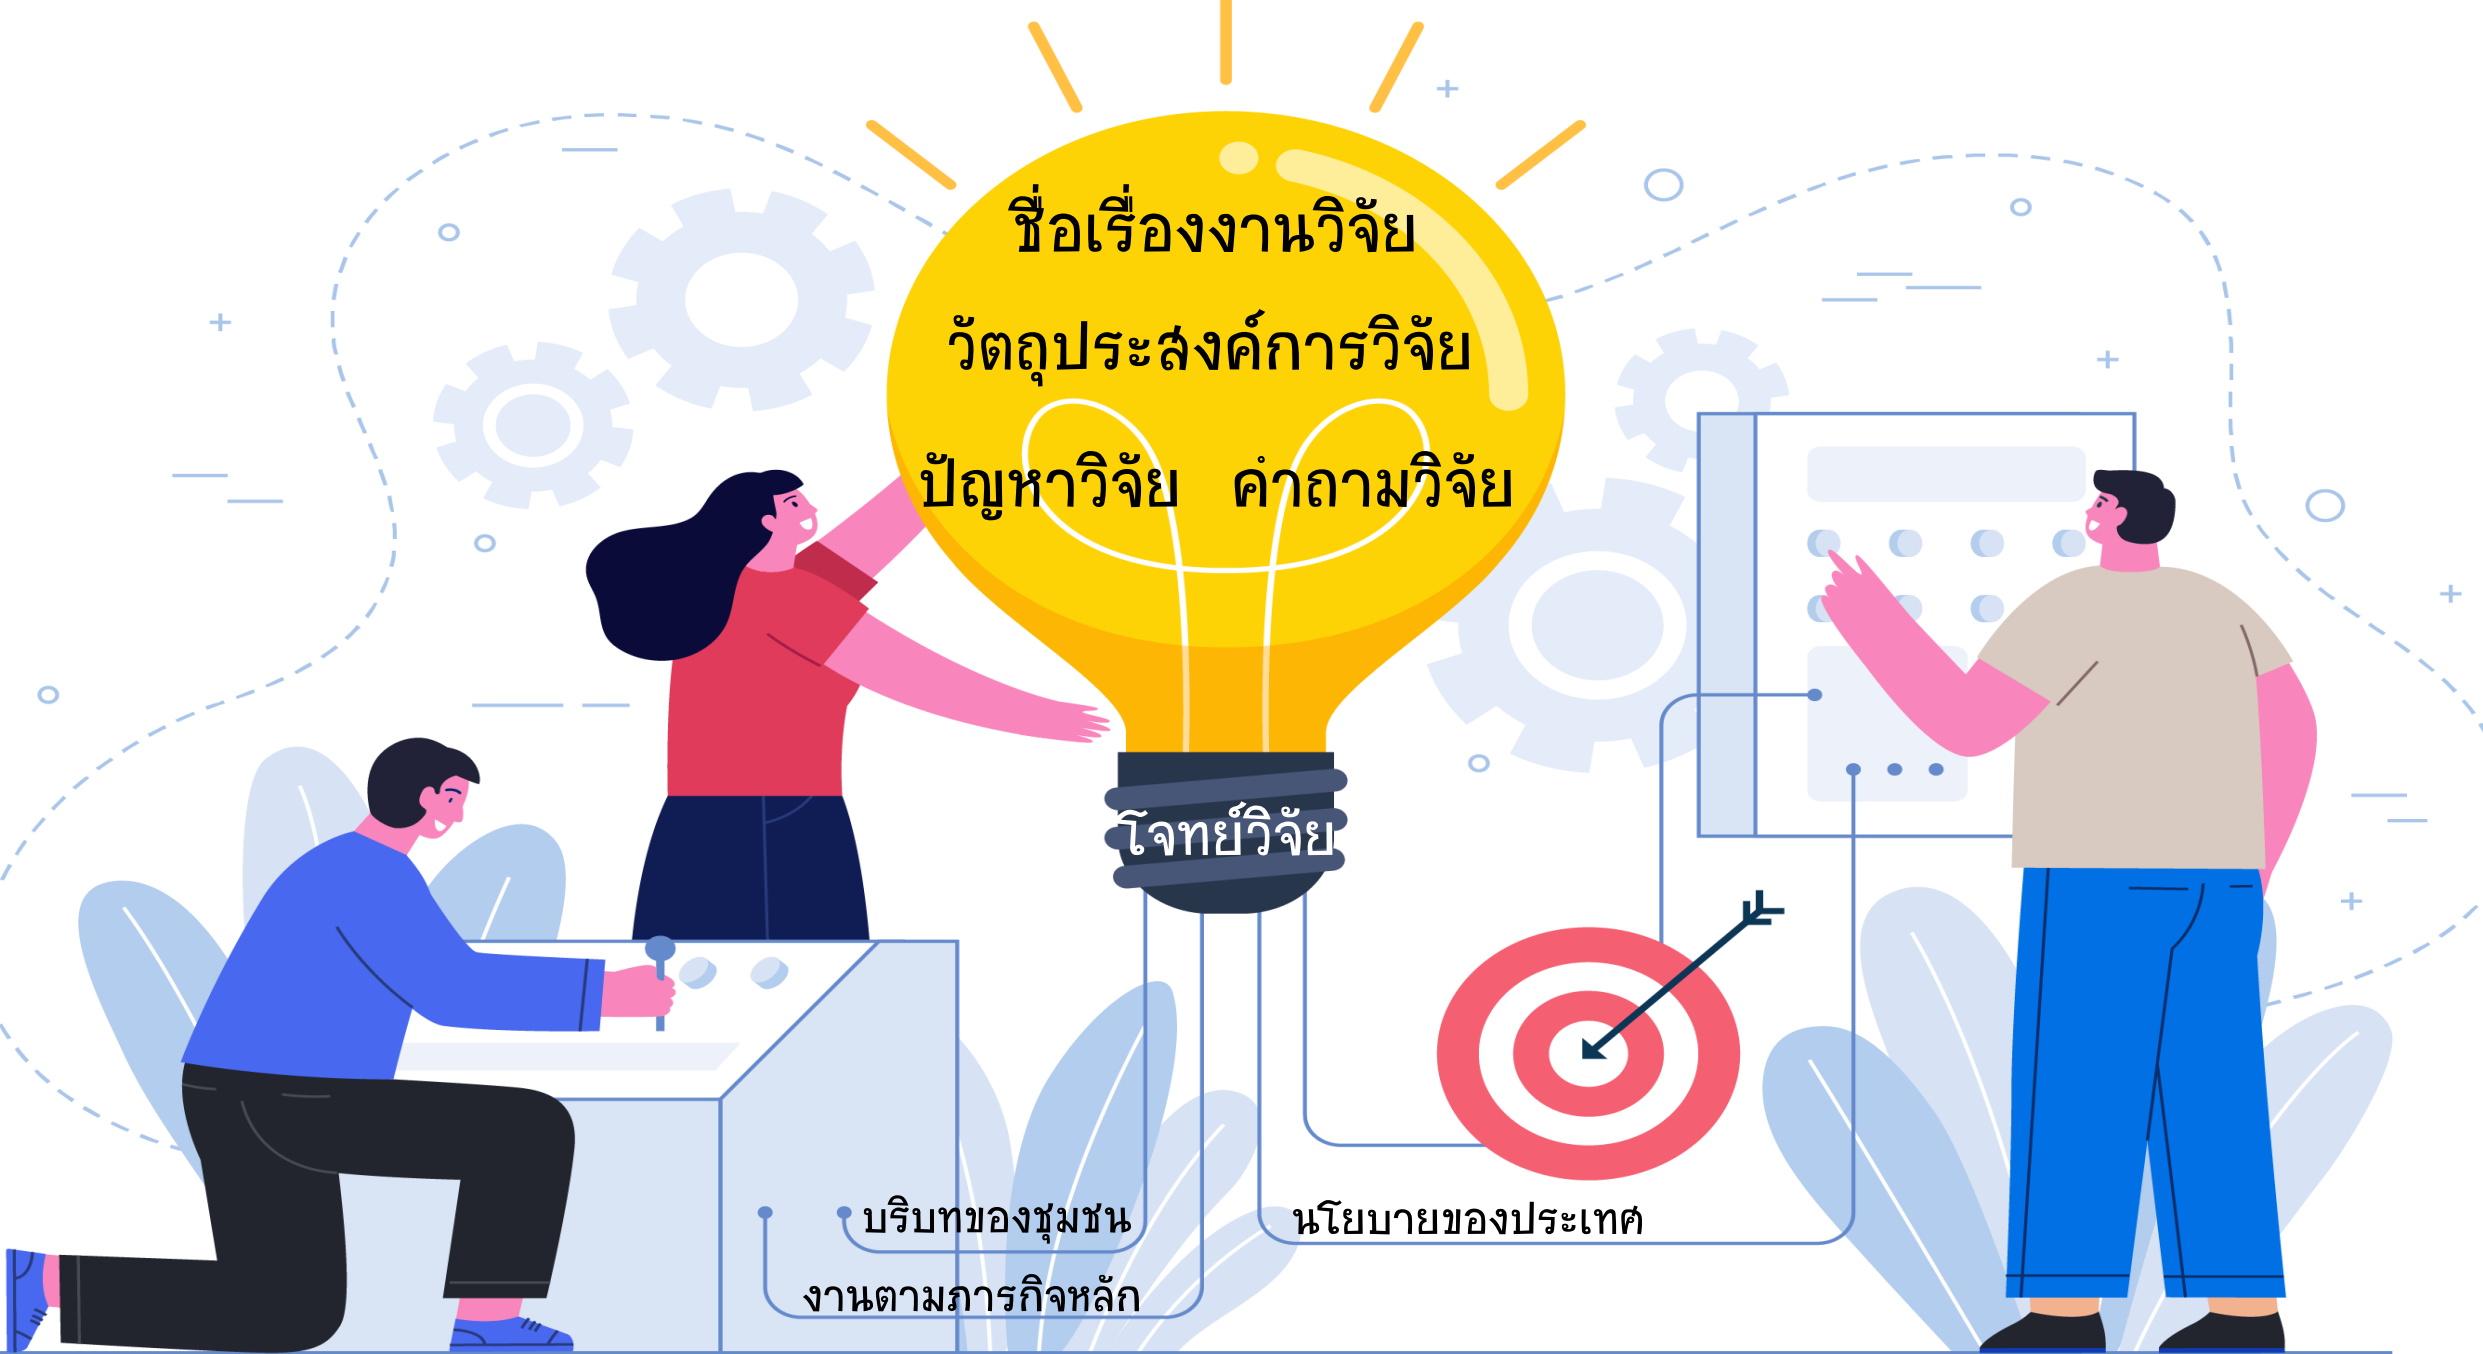 ชื่อเรื่องงานวิจัย
วัตถุประสงค์การวิจัย
ปัญหาวิจัย คำถามวิจัย
โจทย์วิจัย
บริบทของชุมชน
นโยบายของประเทศ
งานตามภารกิจหลัก